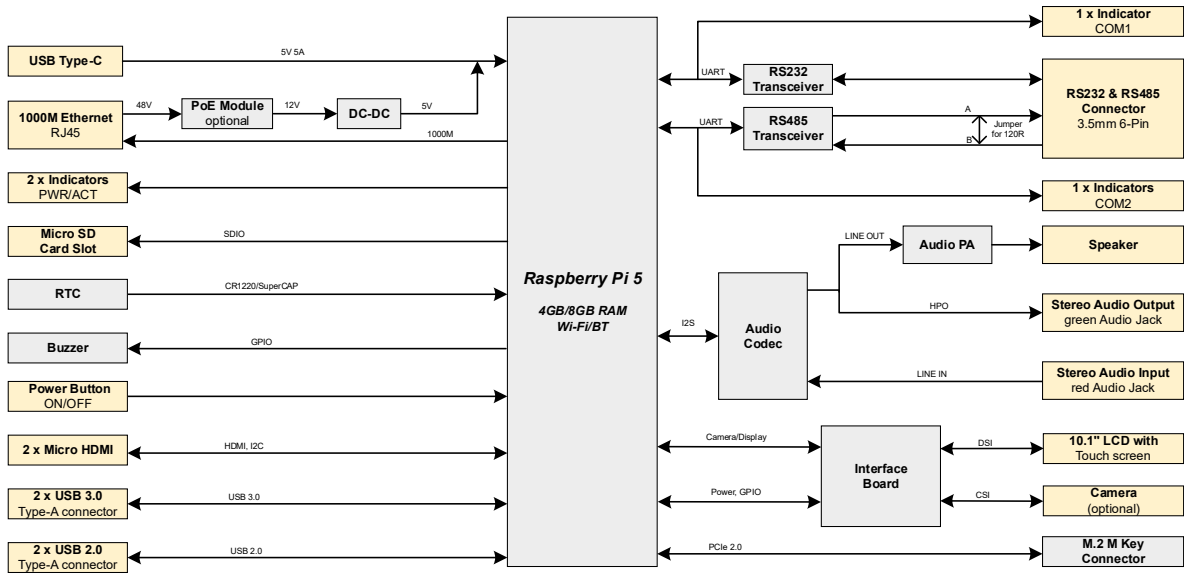 USB Type-C
5V 5A
1000M Ethernet
RJ45
48V
PoE Module
optional
12V
DC-DC
5V
1000M
2 x Indicators
PWR/ACT
Micro SD
Card Slot
SDIO
RTC
CR1220/SuperCAP
Buzzer
GPIO
Power Button
ON/OFF
2 x Micro HDMI
HDMI, I2C
2 x USB 3.0
Type-A connector
USB 3.0
2 x USB 2.0
Type-A connector
USB 2.0
Raspberry Pi 5
4GB/8GB RAM
Wi-Fi/BT
1 x Indicator
COM1
UART
RS232
Transceiver
RS232 & RS485
Connector
3.5mm 6-Pin
UART
RS485
Transceiver
A
B
Jumper
for 120R
1 x Indicators
COM2
LINE OUT
Audio PA
Speaker
I2S
Audio
Codec
HPO
Stereo Audio Output
green Audio Jack
LINE IN
Stereo Audio Input
red Audio Jack
Camera/Display
Power, GPIO
Interface
Board
DSI
10.1" LCD with
Touch screen
CSI
Camera
(optional)
PCIe 2.0
M.2 M Key
Connector